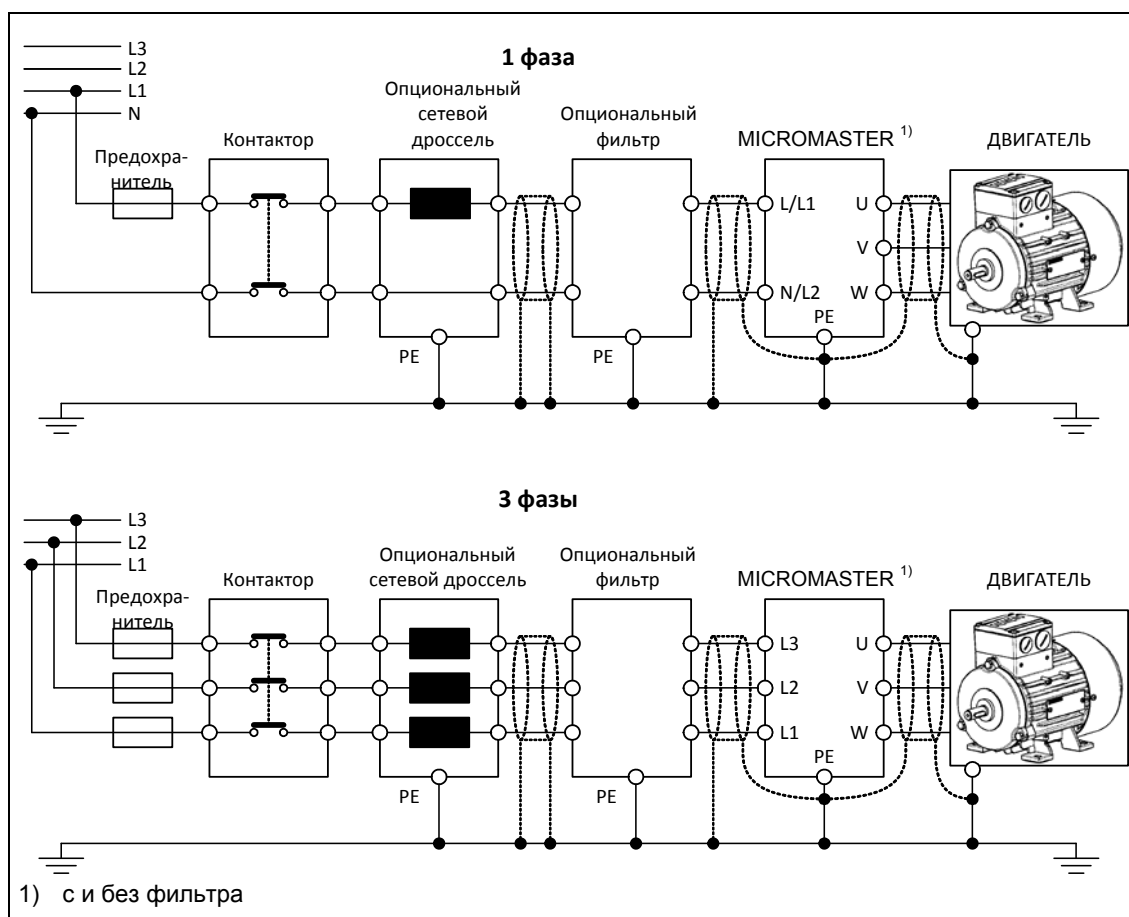 1 фаза
L3
L2
L1
N
Предохра-
нитель
Контактор
Опциональный
сетевой
дроссель
Опциональный
фильтр
MICROMASTER 1)
ДВИГАТЕЛЬ
L/L1
N/L2
U
V
W
PE
PE
PE
3 фазы
L3
L2
L1
Предохра-
нитель
Контактор
Опциональный
сетевой дроссель
Опциональный
фильтр
MICROMASTER 1)
ДВИГАТЕЛЬ
L3
L2
L1
U
V
W
PE
PE
PE
1) с и без фильтра